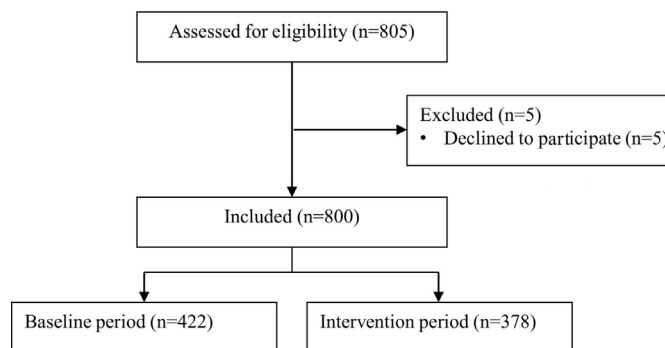 Assessed for eligibility (n=805)
Excluded (n=5)
• Declined to participate (n=5)
Included (n=800)
Baseline period (n=422)
Intervention period (n=378)